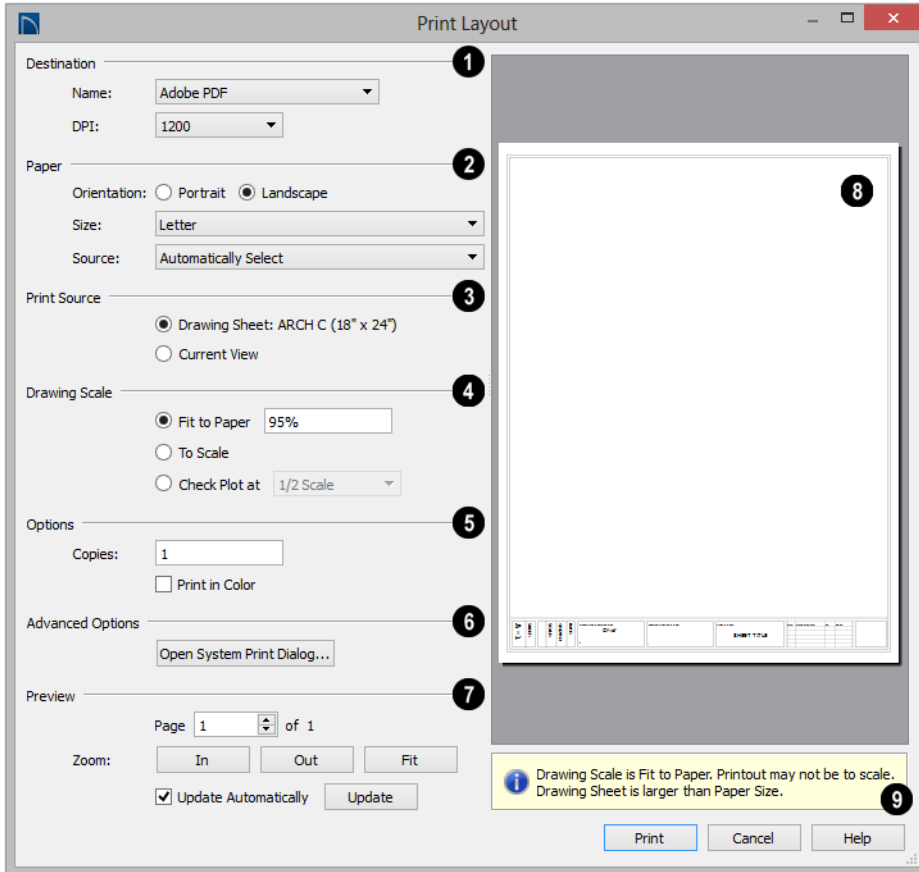 Print Layout
Destination 1
Name: Adobe PDF
DPI: 1200
Paper 2
Orientation: Portrait Landscape
Size: Letter
Source: Automatically Select
Print Source 3
Drawing Sheet: ARCH C (18" x 24")
Current View
Drawing Scale 4
Fit to Paper 95%
To Scale
Check Plot at 1/2 Scale
Options 5
Copies: 1
Print in Color
Advanced Options 6
Open System Print Dialog...
Preview 7
Page 1 of 1
Zoom: In Out Fit
Update Automatically Update
8
A-1
Chief
SHEET TITLE
Drawing Scale is Fit to Paper. Printout may not be to scale.
Drawing Sheet is larger than Paper Size.
9
Print Cancel Help